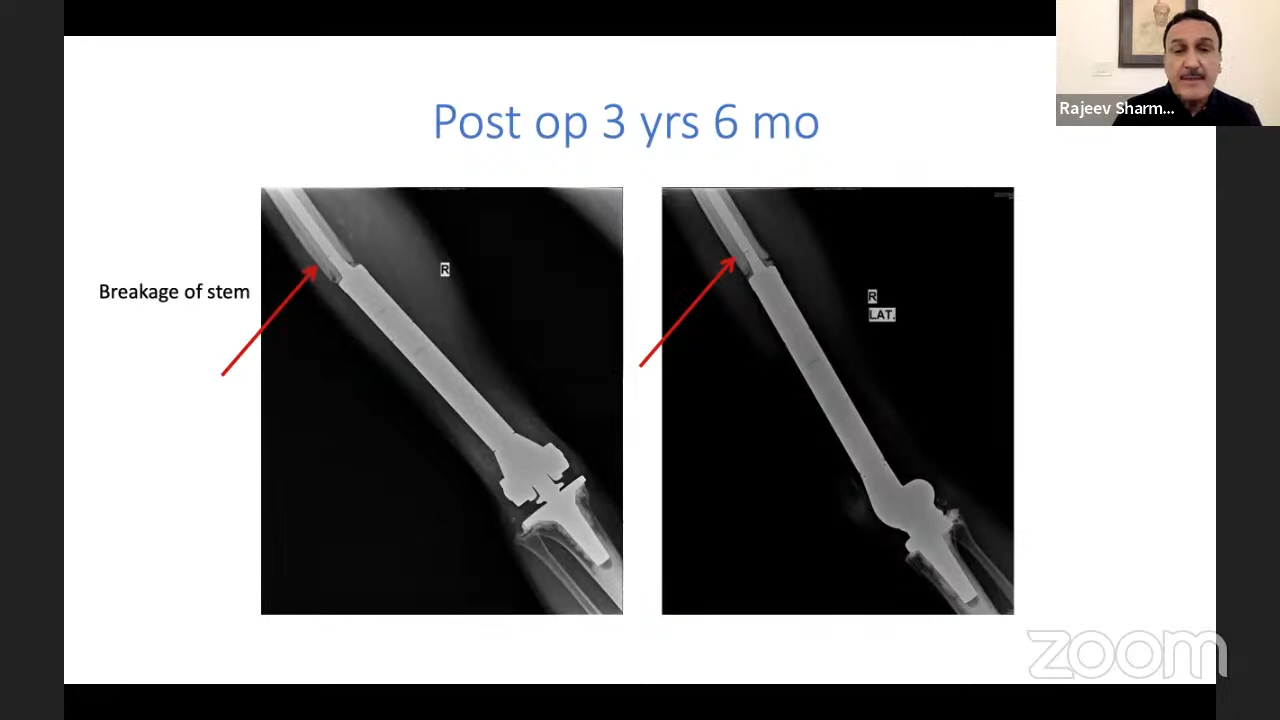 Rajeev Sharm...
Post op 3 yrs 6 mo
Breakage of stem
R
R
LAT.
zoom